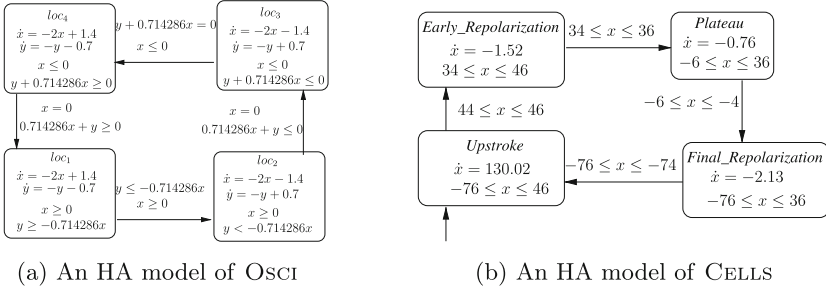 loc₄
ẋ = −2x + 1.4
ẏ = −y − 0.7
x ≤ 0
y + 0.714286x ≥ 0
y + 0.714286x = 0
x ≤ 0
loc₃
ẋ = −2x − 1.4
ẏ = −y + 0.7
x ≤ 0
y + 0.714286x ≤ 0
x = 0
0.714286x + y ≥ 0
x = 0
0.714286x + y ≤ 0
loc₁
ẋ = −2x + 1.4
ẏ = −y − 0.7
x ≥ 0
y ≥ −0.714286x
y ≤ −0.714286x
x ≥ 0
loc₂
ẋ = −2x − 1.4
ẏ = −y + 0.7
x ≥ 0
y < −0.714286x
(a) An HA model of Osci
Early_Repolarization
ẋ = −1.52
34 ≤ x ≤ 46
34 ≤ x ≤ 36
Plateau
ẋ = −0.76
−6 ≤ x ≤ 36
44 ≤ x ≤ 46
−6 ≤ x ≤ −4
Upstroke
ẋ = 130.02
−76 ≤ x ≤ 46
−76 ≤ x ≤ −74
Final_Repolarization
ẋ = −2.13
−76 ≤ x ≤ 36
(b) An HA model of Cells